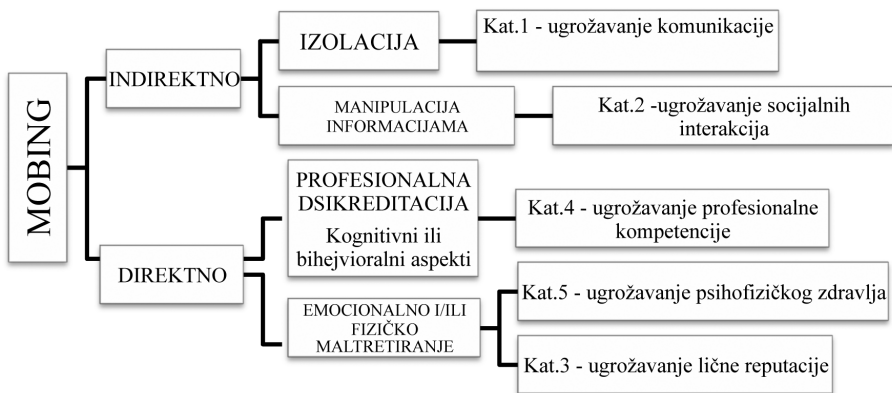 MOBING
INDIREKTNO
IZOLACIJA
Kat.1 - ugrožavanje komunikacije
MANIPULACIJA
INFORMACIJAMA
Kat.2 -ugrožavanje socijalnih
interakcija
DIREKTNO
PROFESIONALNA
DSIKREDITACIJA
Kognitivni ili
bihejvioralni aspekti
Kat.4 - ugrožavanje profesionalne
kompetencije
EMOCIONALNO I/ILI
FIZIČKO
MALTRETIRANJE
Kat.5 - ugrožavanje psihofizičkog zdravlja
Kat.3 - ugrožavanje lične reputacije